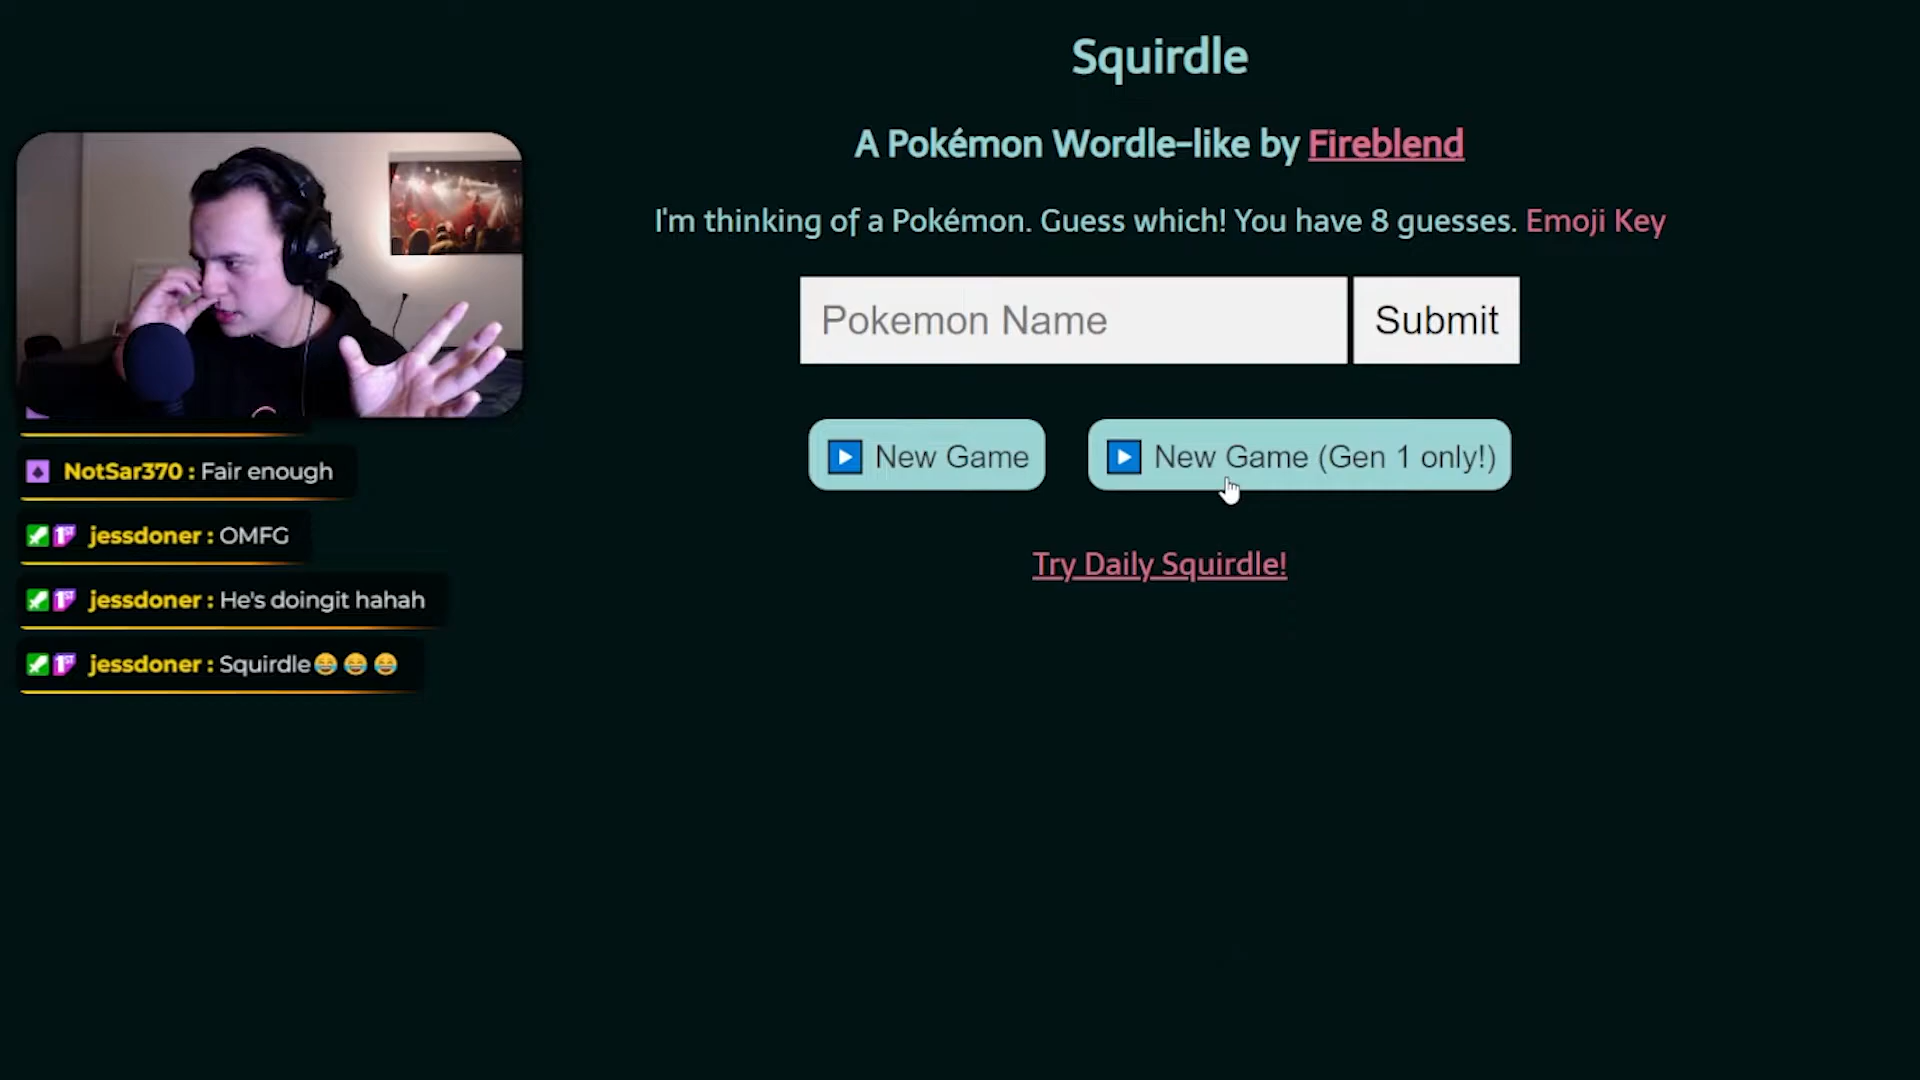 Squirdle
A Pokémon Wordle-like by Fireblend
I'm thinking of a Pokémon. Guess which! You have 8 guesses. Emoji Key
Pokemon Name
Submit
New Game
New Game (Gen 1 only!)
Try Daily Squirdle!
NotSar370 : Fair enough
jessdoner : OMFG
jessdoner : He's doingit hahah
jessdoner : Squirdle😂😂😂